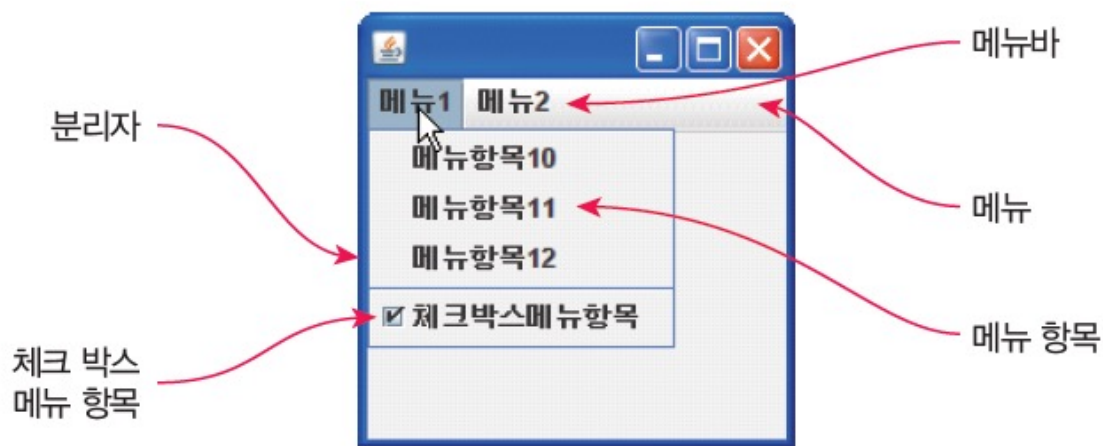 메뉴바
메뉴1 메뉴2
분리자
메뉴항목10
메뉴항목11
메뉴
메뉴항목12
체크박스메뉴항목
메뉴 항목
체크 박스
메뉴 항목